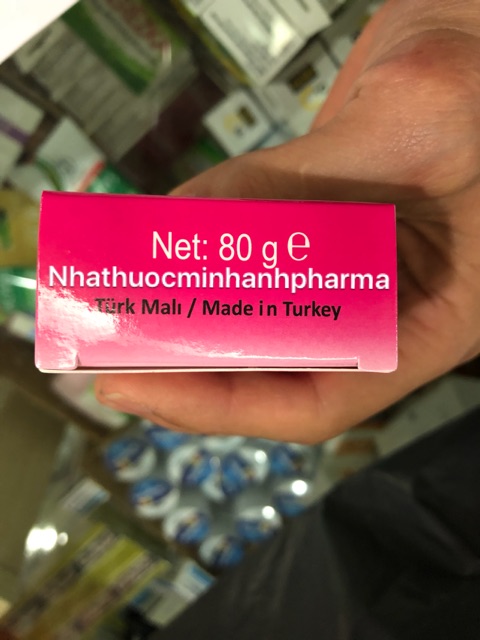 Net: 80 g ℮
Nhathuocminhanhpharma
Türk Malı / Made in Turkey